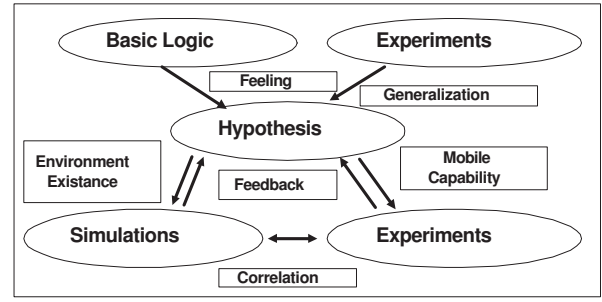 Basic Logic
Experiments
Feeling
Generalization
Hypothesis
Environment
Existance
Feedback
Mobile
Capability
Simulations
Experiments
Correlation